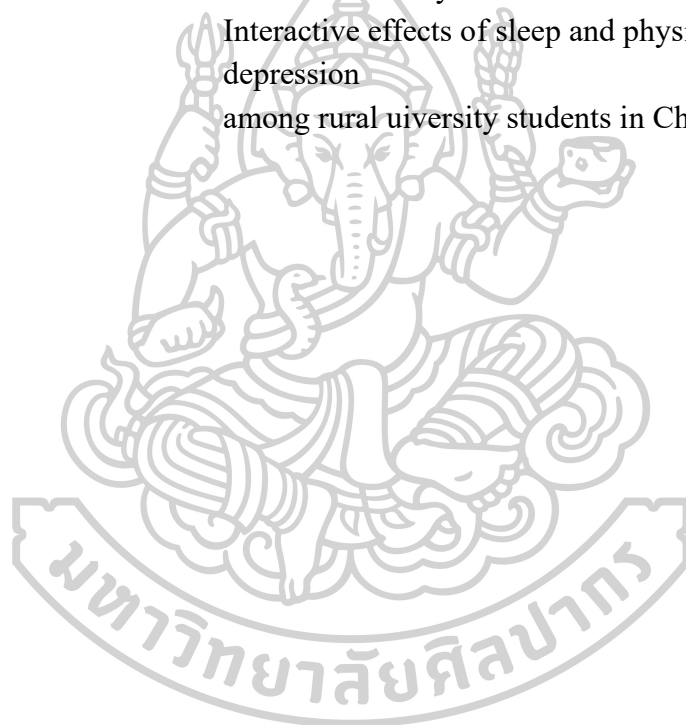 Interactive effects of sleep and physi
depression
among rural uiversity students in Ch
มหาวิทยาลัยศิลปากร